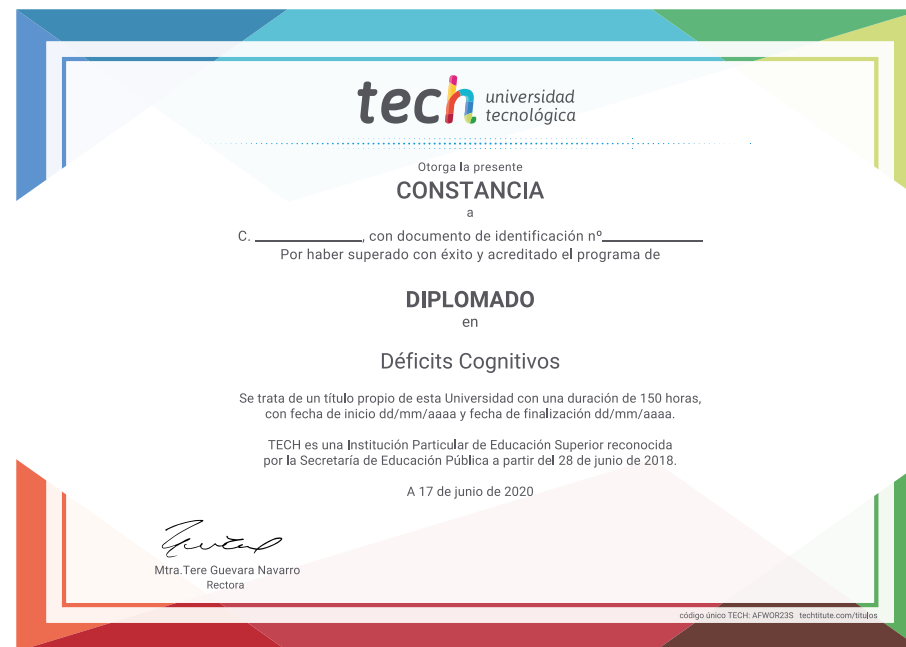 tech universidad
tecnológica
Otorga la presente
CONSTANCIA
a
C. ____________, con documento de identificación nº____________
Por haber superado con éxito y acreditado el programa de
DIPLOMADO
en
Déficits Cognitivos
Se trata de un título propio de esta Universidad con una duración de 150 horas,
con fecha de inicio dd/mm/aaaa y fecha de finalización dd/mm/aaaa.
TECH es una Institución Particular de Educación Superior reconocida
por la Secretaría de Educación Pública a partir del 28 de junio de 2018.
A 17 de junio de 2020
Mtra.Tere Guevara Navarro
Rectora
código único TECH: AFWOR23S techtitute.com/titulos